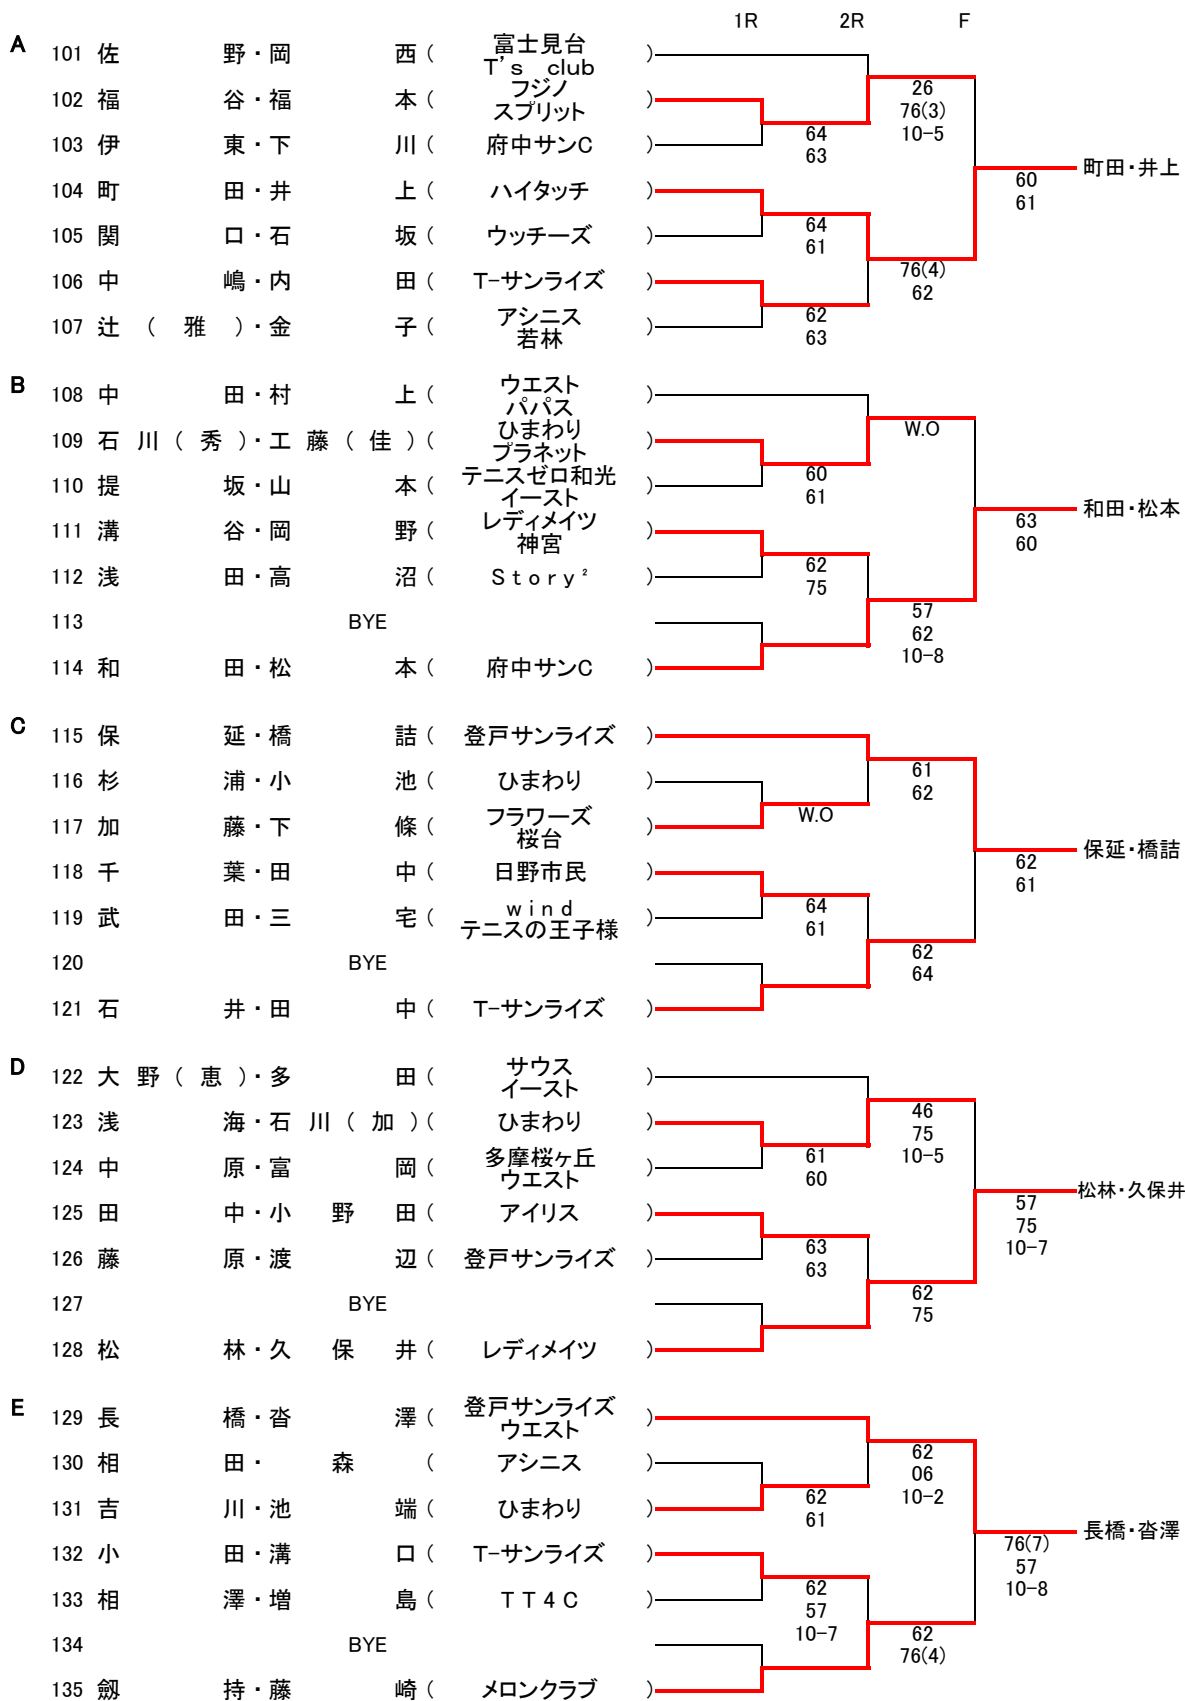 1R 2R F
A
101 佐野・岡西 ( 富士見台 T's club )
102 福谷・福本 ( フジノ スプリット )
103 伊東・下川 ( 府中サンC )
104 町田・井上 ( ハイタッチ )
105 関口・石坂 ( ウッチーズ )
106 中嶋・内田 ( T-サンライズ )
107 辻(雅)・金子 ( アシニス 若林 )
64
63
64
61
62
63
26
76(3)
10-5
76(4)
62
60
61
町田・井上
B
108 中田・村上 ( ウエスト パパス )
109 石川(秀)・工藤(佳) ( ひまわり プラネット )
110 提坂・山本 ( テニスゼロ和光 イースト )
111 溝谷・岡野 ( レディメイツ 神宮 )
112 浅田・高沼 ( Story² )
113 BYE
114 和田・松本 ( 府中サンC )
60
61
62
75
W.O
57
62
10-8
63
60
和田・松本
C
115 保延・橋詰 ( 登戸サンライズ )
116 杉浦・小池 ( ひまわり )
117 加藤・下條 ( フラワーズ 桜台 )
118 千葉・田中 ( 日野市民 )
119 武田・三宅 ( wind テニスの王子様 )
120 BYE
121 石井・田中 ( T-サンライズ )
W.O
64
61
61
62
62
64
62
61
保延・橋詰
D
122 大野(恵)・多田 ( サウス イースト )
123 浅海・石川(加) ( ひまわり )
124 中原・富岡 ( 多摩桜ヶ丘 ウエスト )
125 田中・小野田 ( アイリス )
126 藤原・渡辺 ( 登戸サンライズ )
127 BYE
128 松林・久保井 ( レディメイツ )
61
60
63
63
46
75
10-5
62
75
57
75
10-7
松林・久保井
E
129 長橋・沓澤 ( 登戸サンライズ ウエスト )
130 相田・森 ( アシニス )
131 吉川・池端 ( ひまわり )
132 小田・溝口 ( T-サンライズ )
133 相澤・増島 ( TT4C )
134 BYE
135 劔持・藤崎 ( メロンクラブ )
62
61
62
57
10-7
62
06
10-2
62
76(4)
76(7)
57
10-8
長橋・沓澤